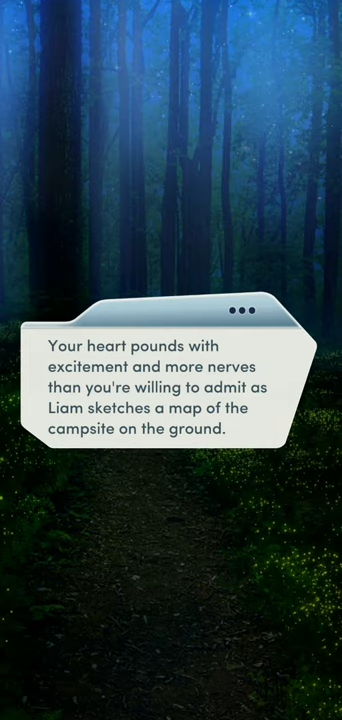 Your heart pounds with
excitement and more nerves
than you're willing to admit as
Liam sketches a map of the
campsite on the ground.